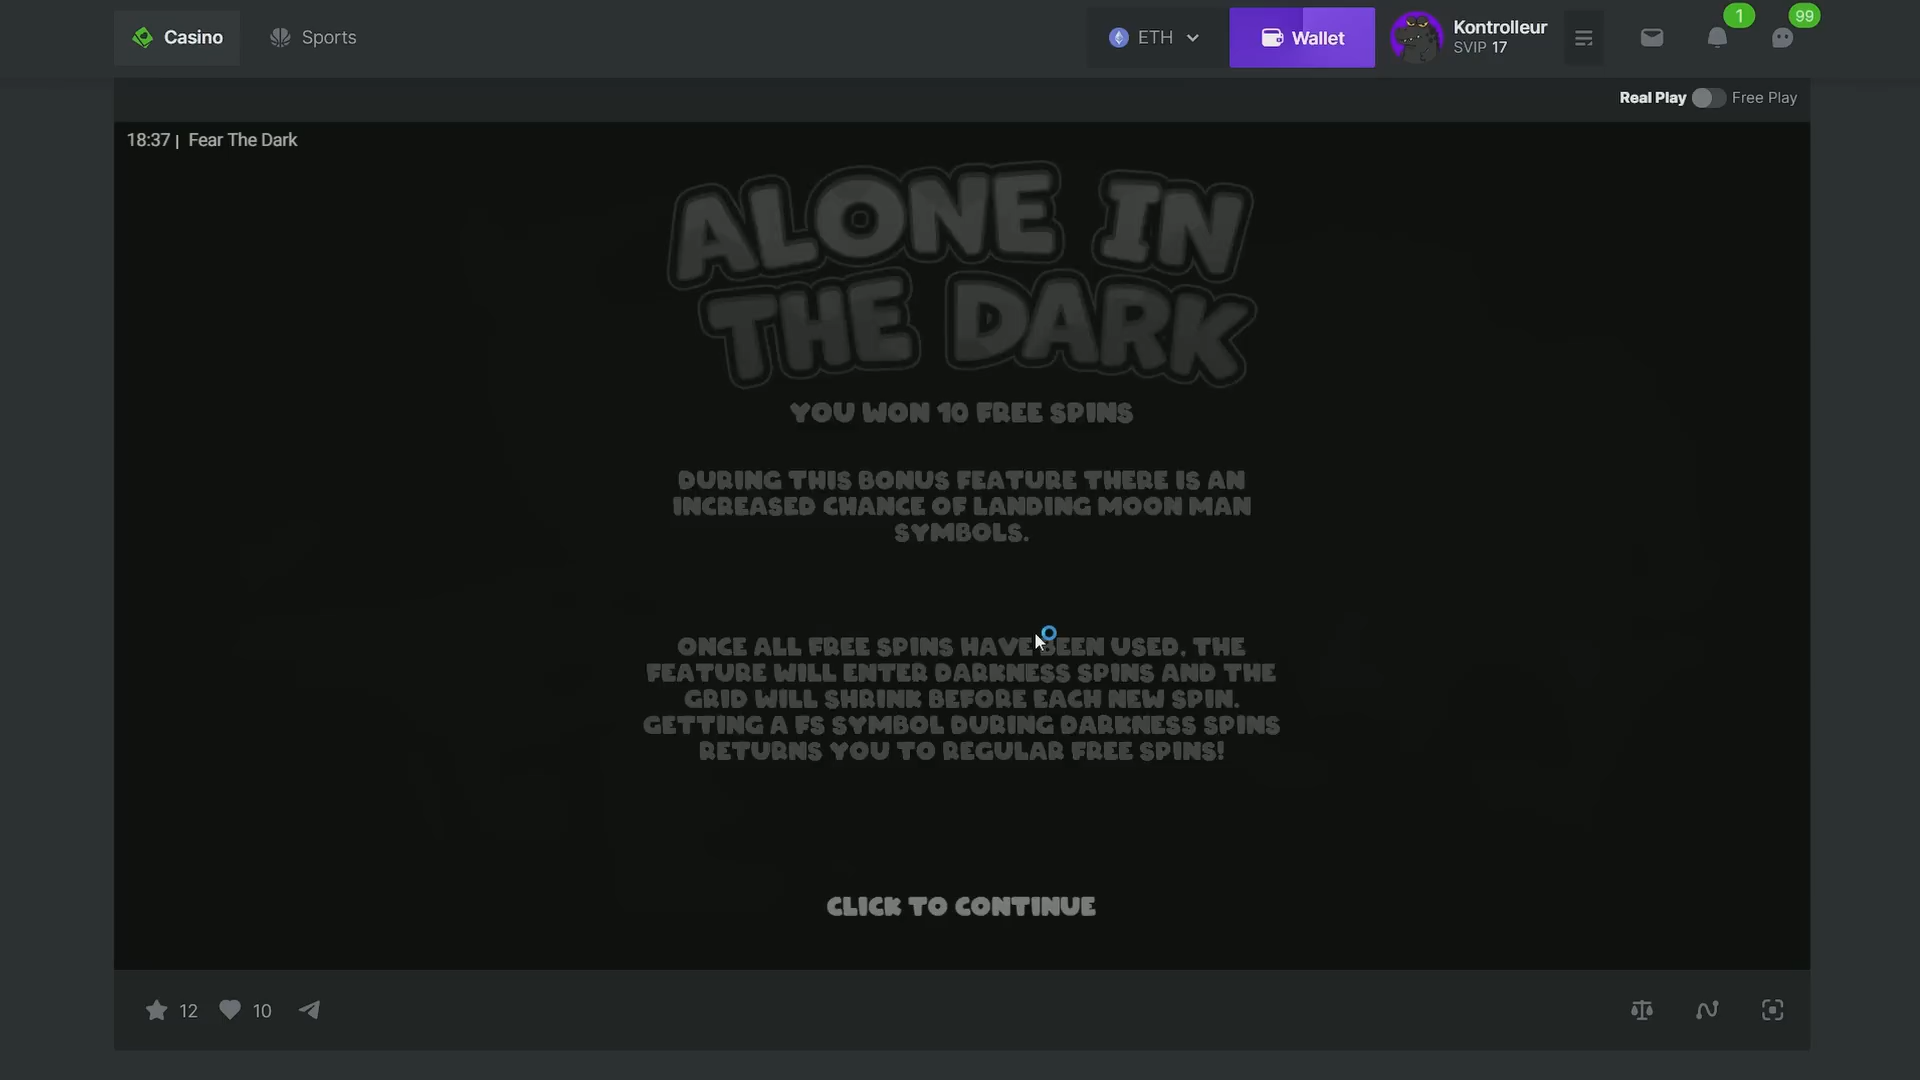 Casino
Sports
ETH
Wallet
Kontrolleur
SVIP 17
1
99
Real Play
Free Play
18:37 | Fear The Dark
ALONE IN
THE DARK
YOU WON 10 FREE SPINS
DURING THIS BONUS FEATURE THERE IS AN
INCREASED CHANCE OF LANDING MOON MAN
SYMBOLS.
ONCE ALL FREE SPINS HAVE BEEN USED, THE
FEATURE WILL ENTER DARKNESS SPINS AND THE
GRID WILL SHRINK BEFORE EACH NEW SPIN.
GETTING A FS SYMBOL DURING DARKNESS SPINS
RETURNS YOU TO REGULAR FREE SPINS!
CLICK TO CONTINUE
12
10